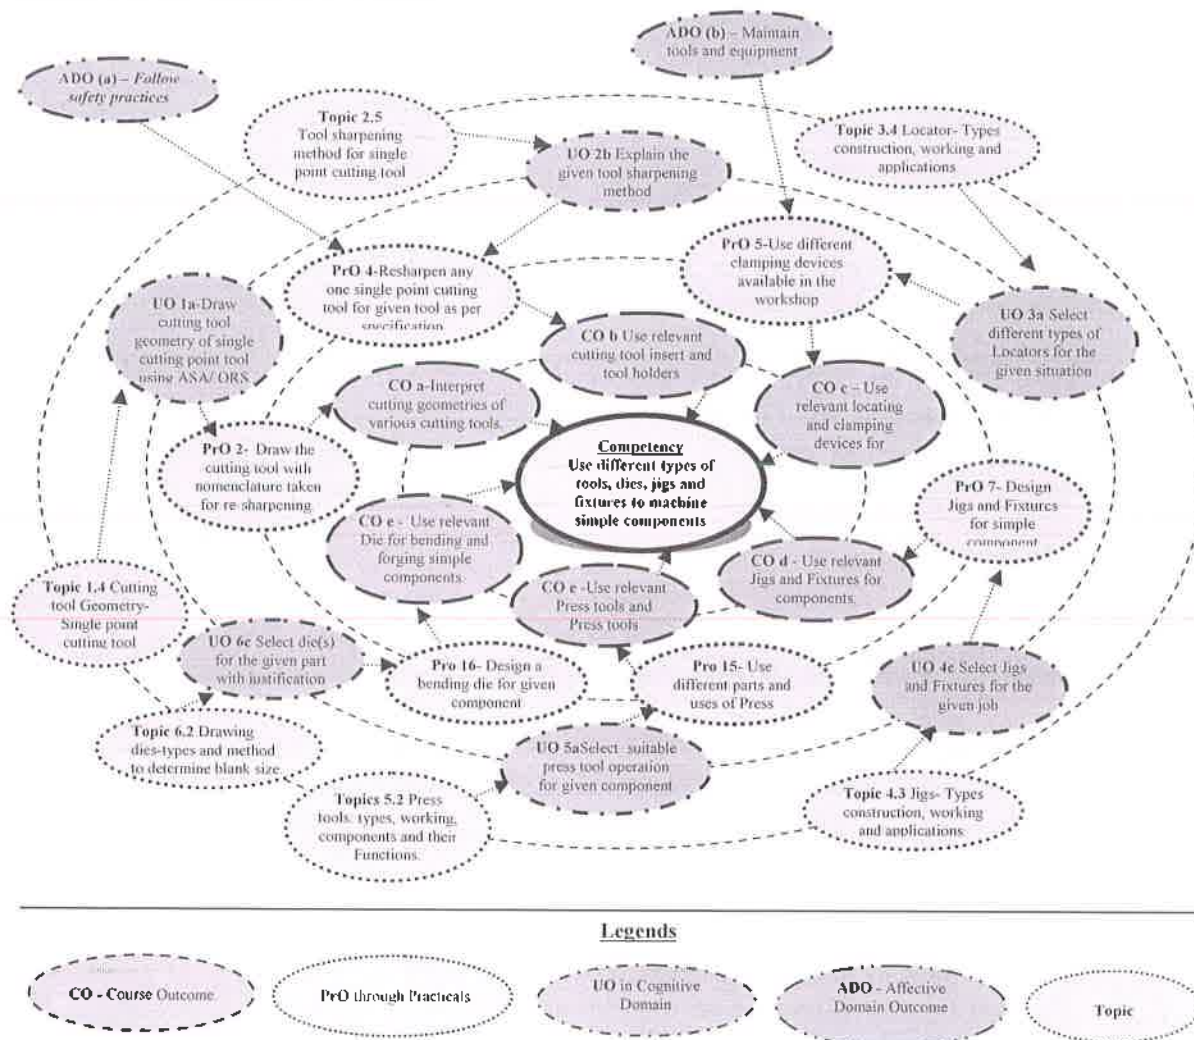 ADO (b) – Maintain
tools and equipment
ADO (a) – Follow
safety practices
Topic 2.5
Tool sharpening
method for single
point cutting tool
Topic 3.4 Locator- Types
construction, working and
applications
UO 2b Explain the
given tool sharpening
method
PrO 5-Use different
clamping devices
available in the
workshop
PrO 4-Resharpen any
one single point cutting
tool for given tool as per
specification
UO 1a-Draw
cutting tool
geometry of single
cutting point tool
using ASA/ ORS
UO 3a Select
different types of
Locators for the
given situation
CO b Use relevant
cutting tool insert and
tool holders
CO a-Interpret
cutting geometries of
various cutting tools.
CO c – Use
relevant locating
and clamping
devices for
Competency
Use different types of
tools, dies, jigs and
fixtures to machine
simple components
PrO 2- Draw the
cutting tool with
nomenclature taken
for re-sharpening
PrO 7- Design
Jigs and Fixtures
for simple
component
CO e - Use relevant
Die for bending and
forging simple
components.
CO d - Use relevant
Jigs and Fixtures for
components.
CO e -Use relevant
Press tools and
Press tools
Topic 1.4 Cutting
tool Geometry-
Single point
cutting tool
UO 6c Select die(s)
for the given part
with justification
Pro 16- Design a
bending die for given
component
Pro 15- Use
different parts and
uses of Press
UO 4c Select Jigs
and Fixtures for the
given job
Topic 6.2 Drawing
dies-types and method
to determine blank size
UO 5aSelect suitable
press tool operation
for given component
Topics 5.2 Press
tools. types, working,
components and their
Functions.
Topic 4.3 Jigs- Types
construction, working
and applications
Legends
CO - Course Outcome
PrO through Practicals
UO in Cognitive
Domain
ADO - Affective
Domain Outcome
Topic